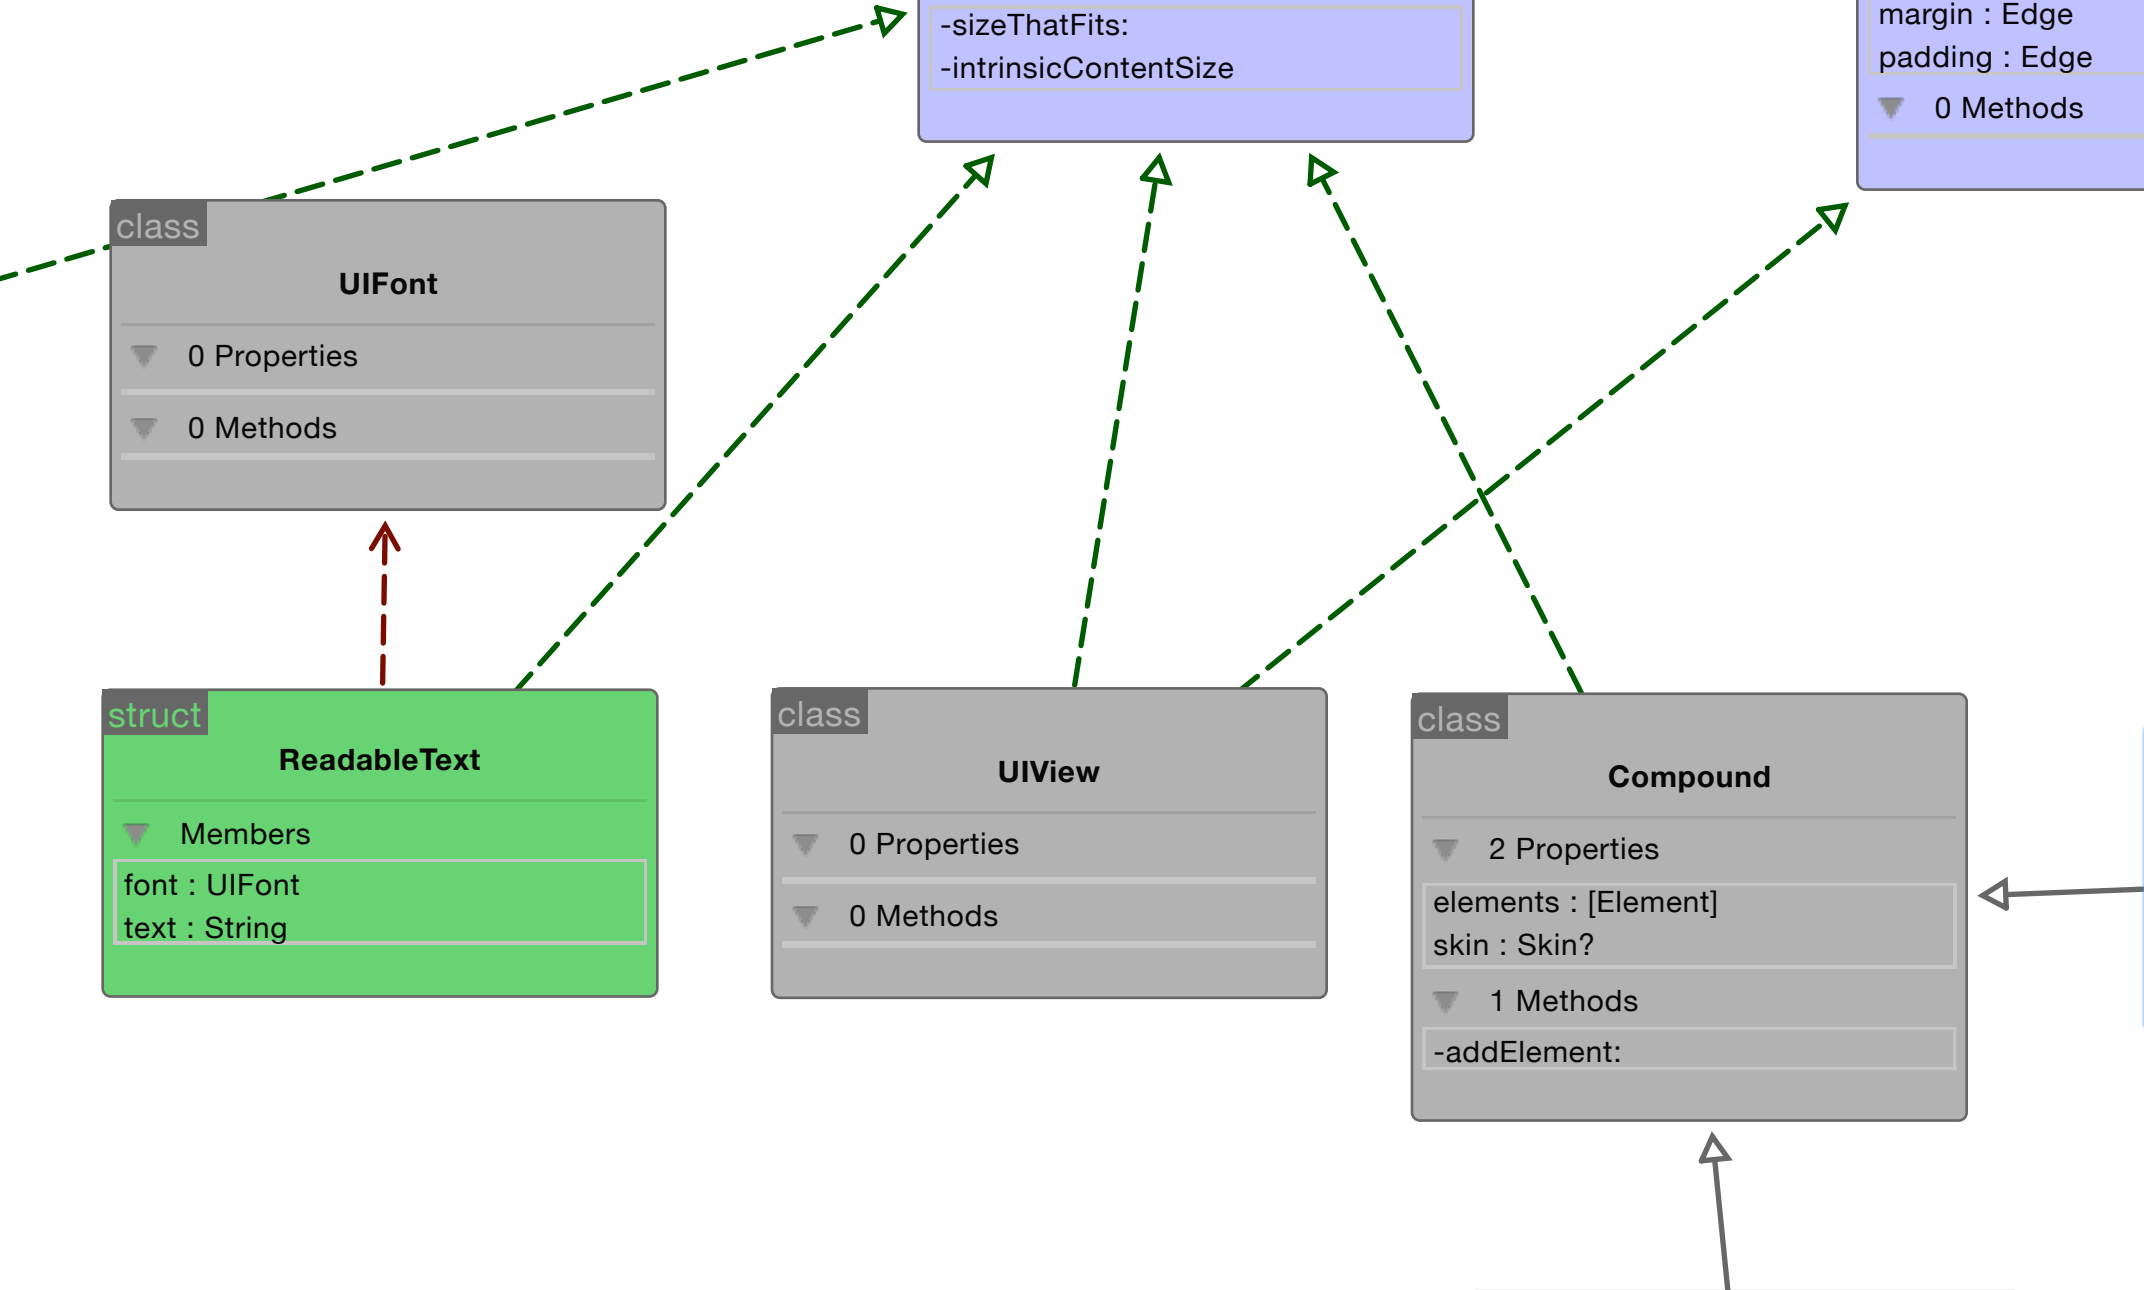 -sizeThatFits:
-intrinsicContentSize
margin : Edge
padding : Edge
0 Methods
class
UIFont
0 Properties
0 Methods
struct
ReadableText
Members
font : UIFont
text : String
class
UIView
0 Properties
0 Methods
class
Compound
2 Properties
elements : [Element]
skin : Skin?
1 Methods
-addElement: